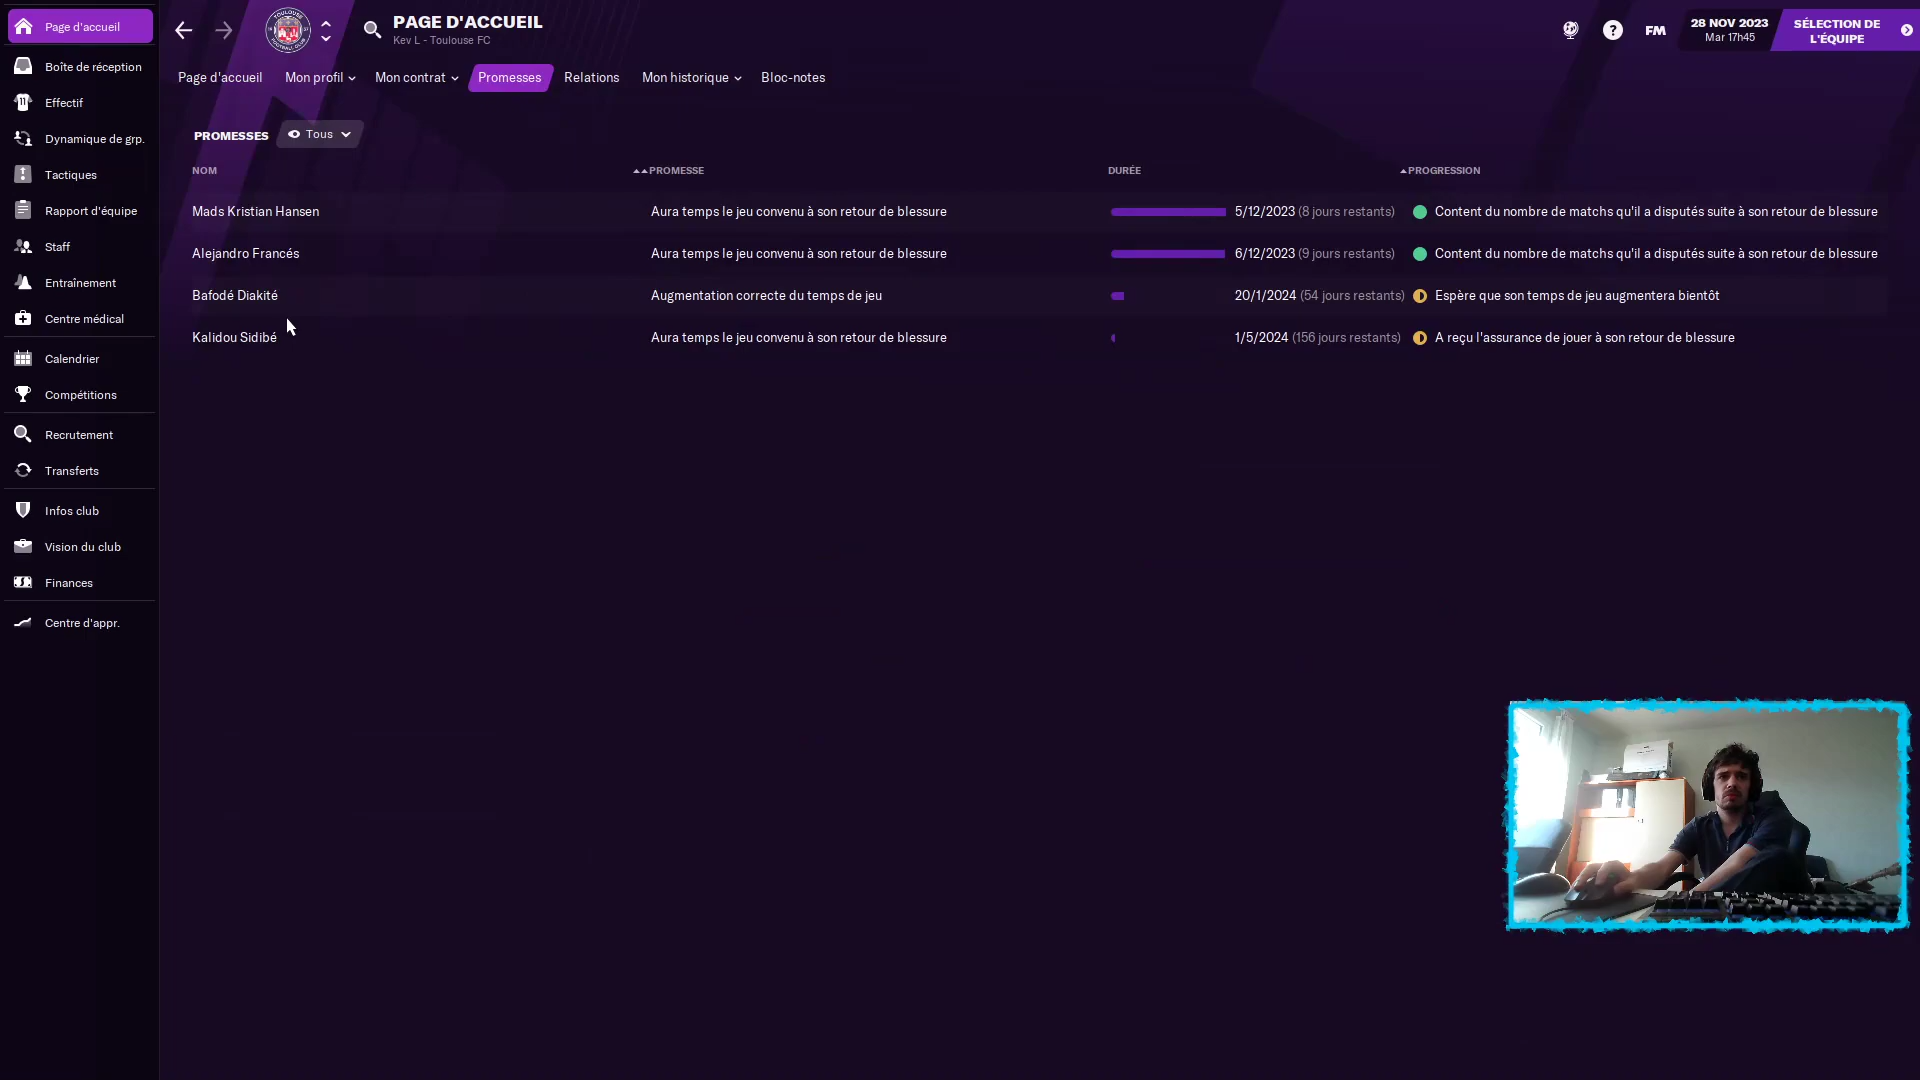 Page d'accueil
Boîte de réception
Effectif
Dynamique de grp.
Tactiques
Rapport d'équipe
Staff
Entraînement
Centre médical
Calendrier
Compétitions
Recrutement
Transferts
Infos club
Vision du club
Finances
Centre d'appr.
PAGE D'ACCUEIL
Kev L - Toulouse FC
FM
28 NOV 2023
Mar 17h45
SÉLECTION DE
L'ÉQUIPE
Page d'accueil Mon profil Mon contrat Promesses Relations Mon historique Bloc-notes
PROMESSES Tous
NOM PROMESSE DURÉE PROGRESSION
Mads Kristian Hansen Aura temps le jeu convenu à son retour de blessure 5/12/2023 (8 jours restants) Content du nombre de matchs qu'il a disputés suite à son retour de blessure
Alejandro Francés Aura temps le jeu convenu à son retour de blessure 6/12/2023 (9 jours restants) Content du nombre de matchs qu'il a disputés suite à son retour de blessure
Bafodé Diakité Augmentation correcte du temps de jeu 20/1/2024 (54 jours restants) Espère que son temps de jeu augmentera bientôt
Kalidou Sidibé Aura temps le jeu convenu à son retour de blessure 1/5/2024 (156 jours restants) A reçu l'assurance de jouer à son retour de blessure